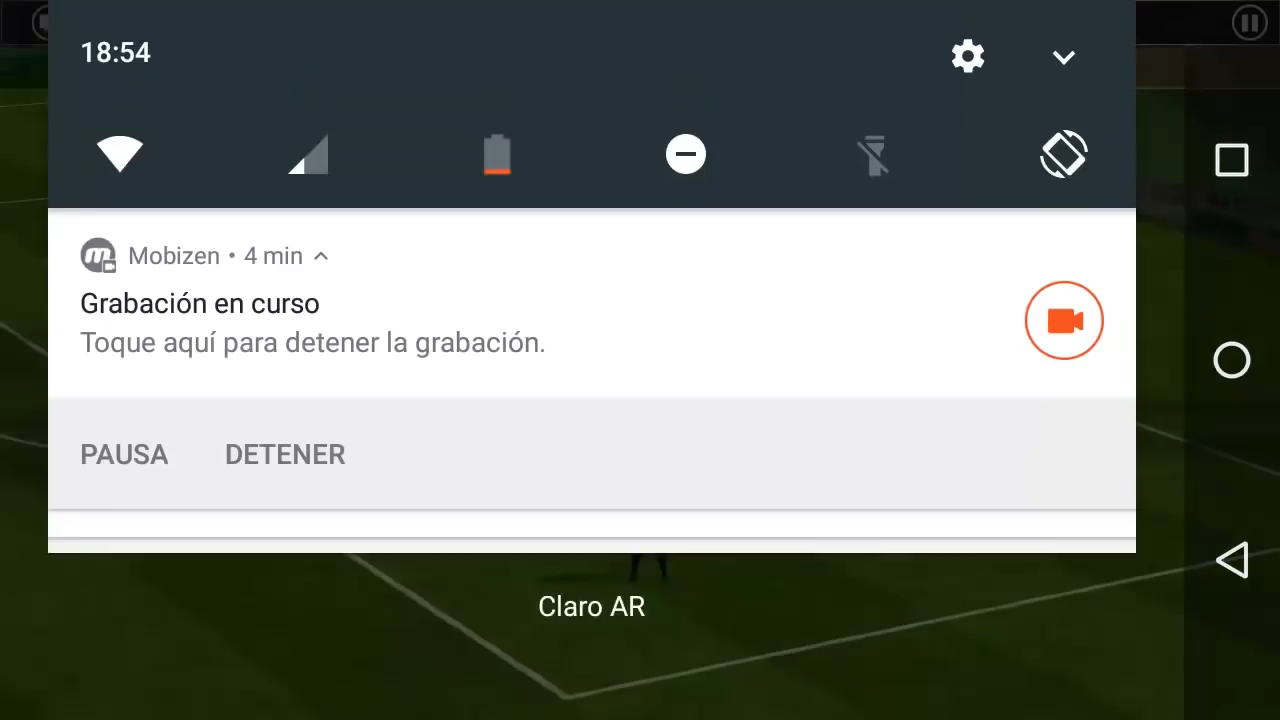 18:54
Mobizen • 4 min
Grabación en curso
Toque aquí para detener la grabación.
PAUSA DETENER
Claro AR